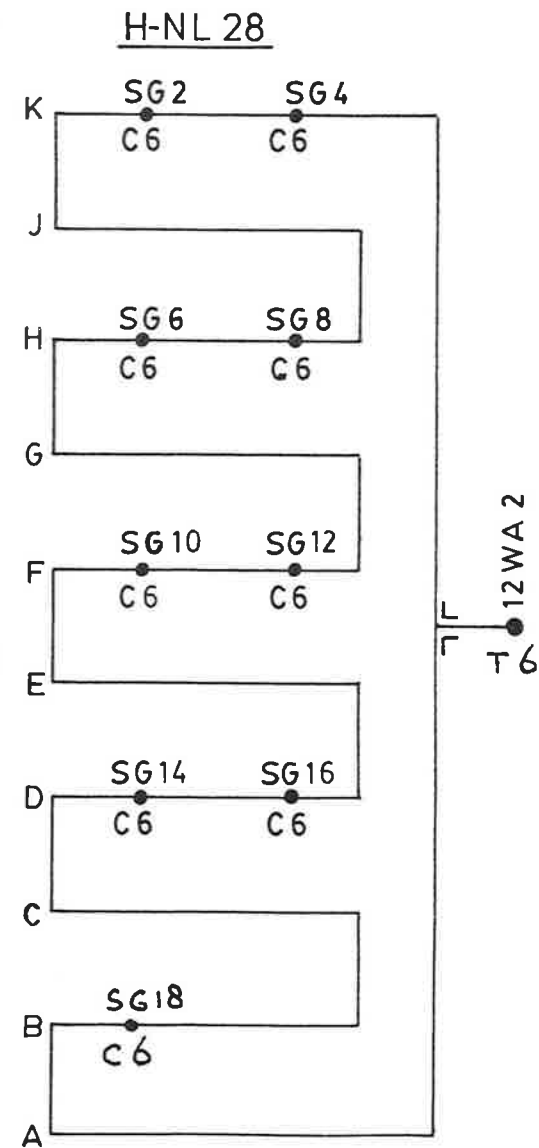 H-NL 28
K SG2 SG4
C6 C6
J
H SG6 SG8
C6 C6
G
12WA2
F SG10 SG12
C6 C6
T6
E
D SG14 SG16
C6 C6
C
B SG18
C6
A